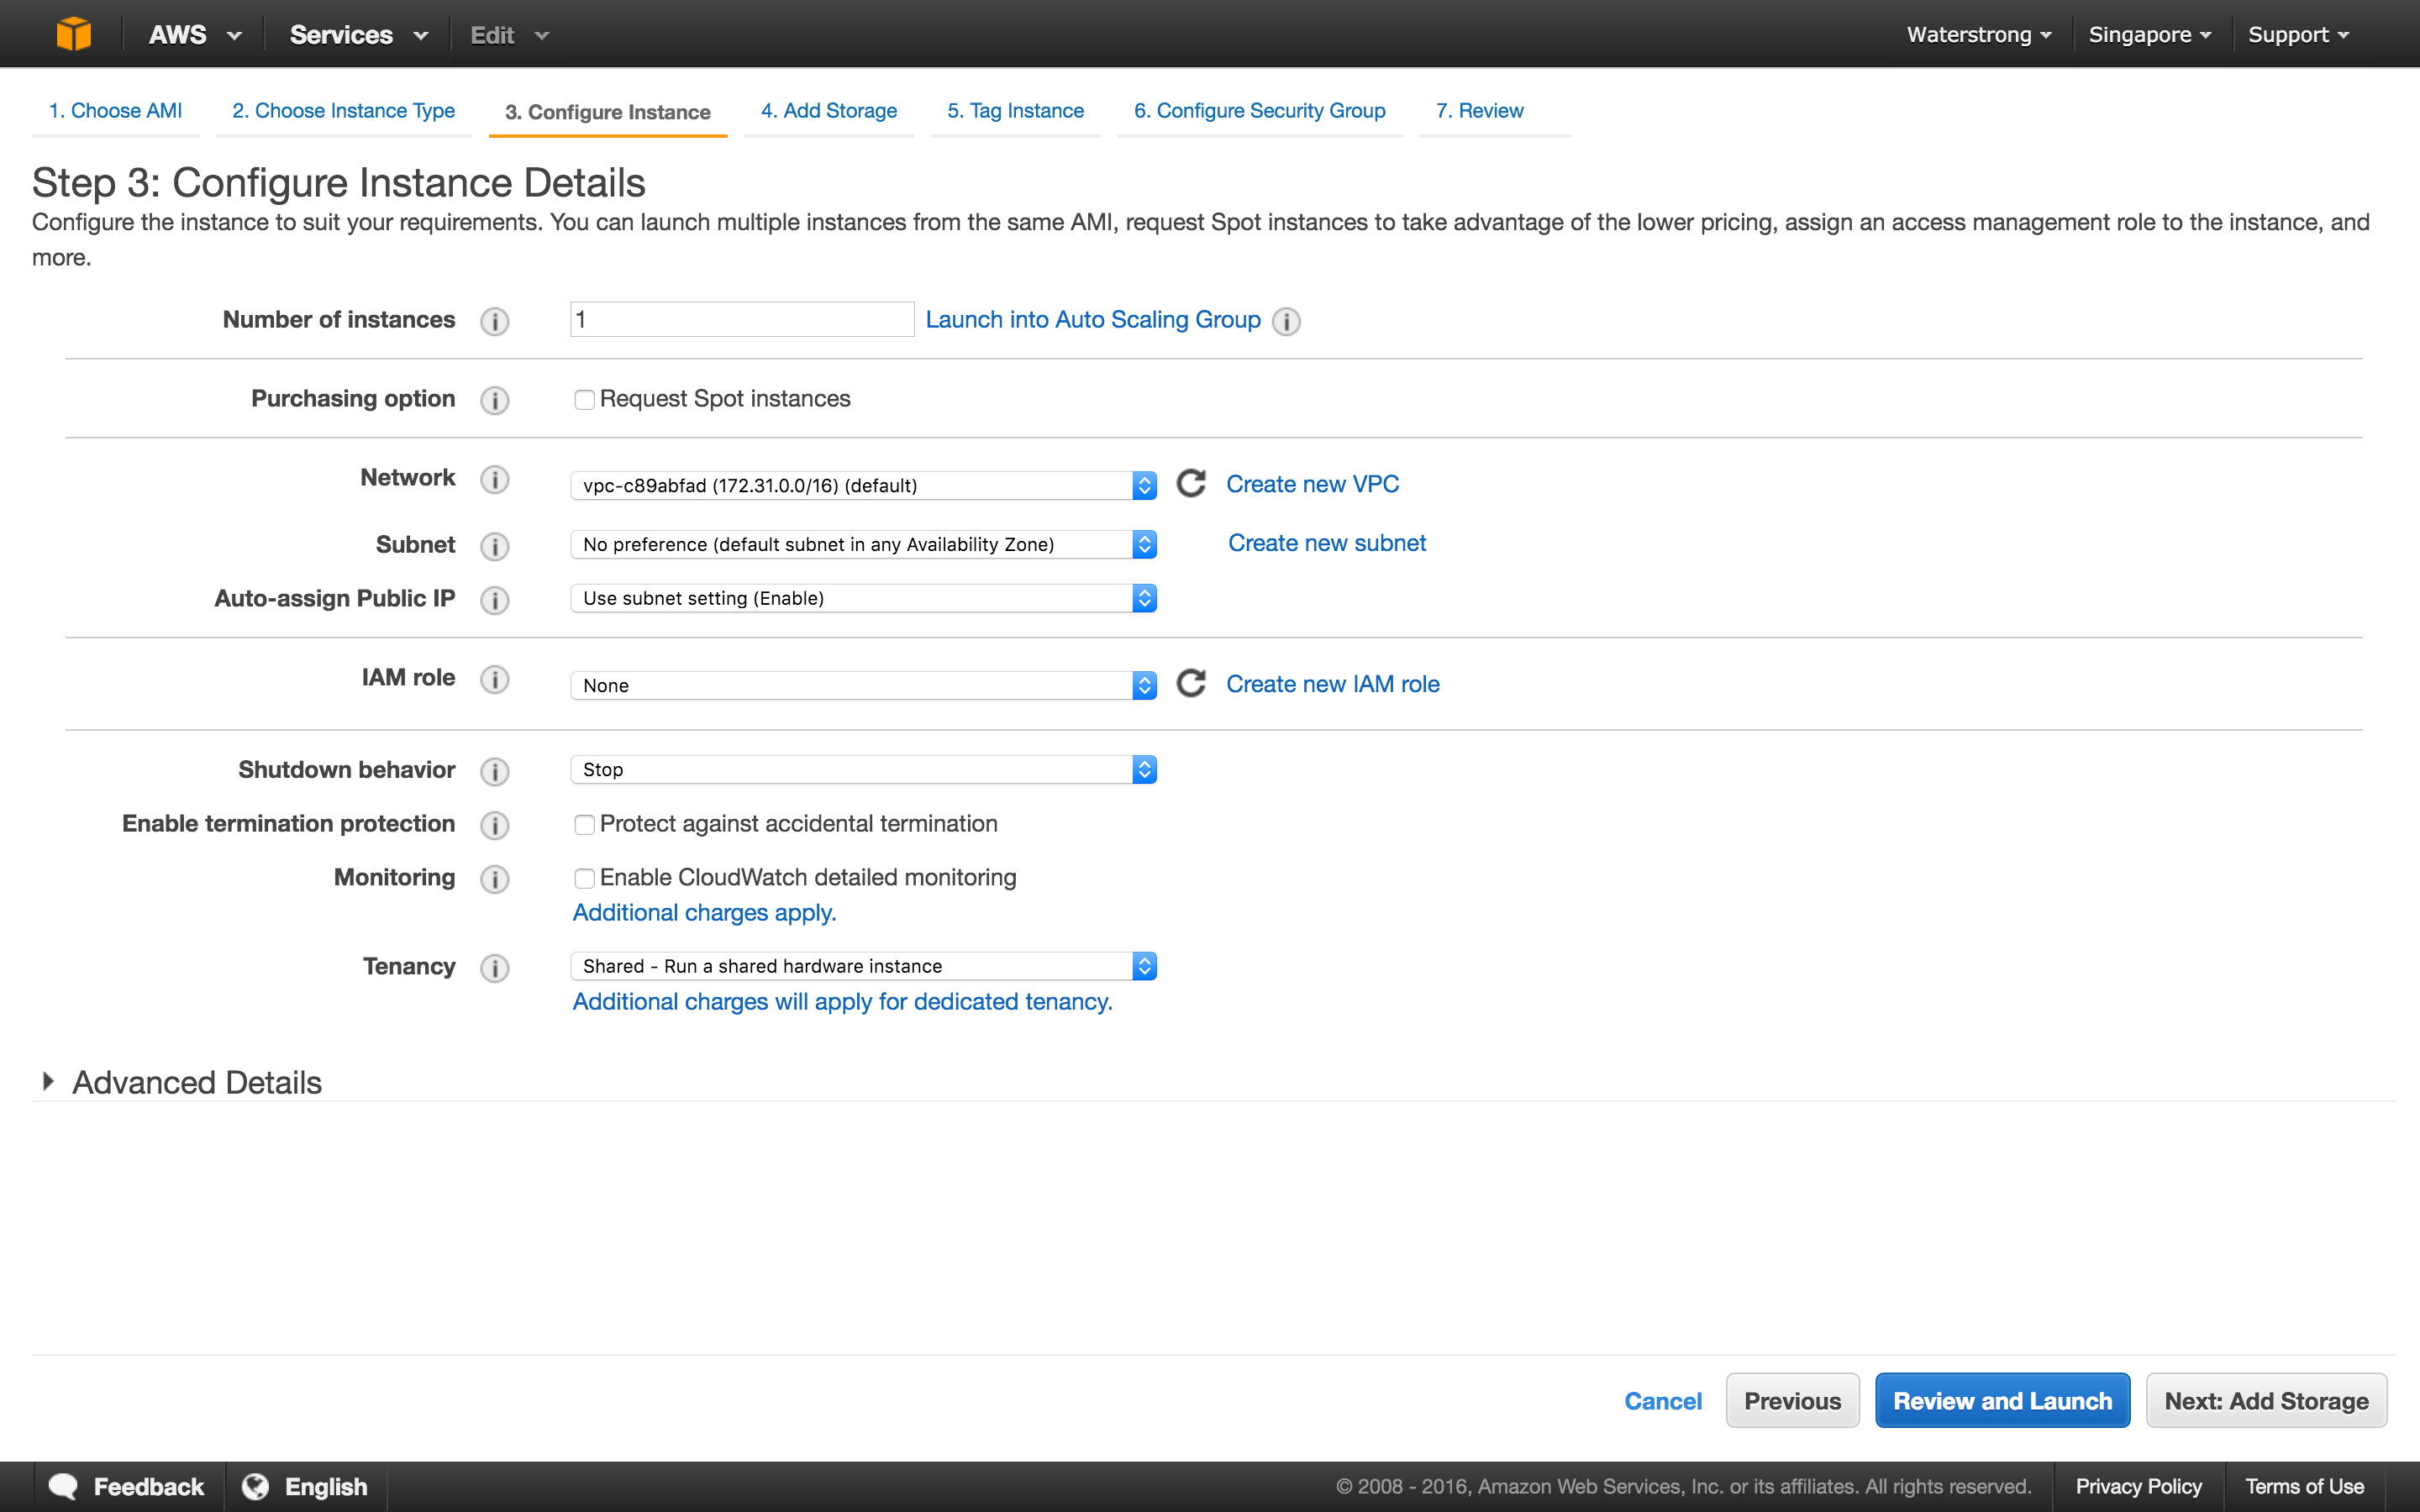 AWS Services Edit Waterstrong Singapore Support
1. Choose AMI 2. Choose Instance Type 3. Configure Instance 4. Add Storage 5. Tag Instance 6. Configure Security Group 7. Review
Step 3: Configure Instance Details
Configure the instance to suit your requirements. You can launch multiple instances from the same AMI, request Spot instances to take advantage of the lower pricing, assign an access management role to the instance, and
more.
Number of instances 1 Launch into Auto Scaling Group
Purchasing option Request Spot instances
Network vpc-c89abfad (172.31.0.0/16) (default) Create new VPC
Subnet No preference (default subnet in any Availability Zone) Create new subnet
Auto-assign Public IP Use subnet setting (Enable)
IAM role None Create new IAM role
Shutdown behavior Stop
Enable termination protection Protect against accidental termination
Monitoring Enable CloudWatch detailed monitoring
Additional charges apply.
Tenancy Shared - Run a shared hardware instance
Additional charges will apply for dedicated tenancy.
Advanced Details
Cancel Previous Review and Launch Next: Add Storage
Feedback English © 2008 - 2016, Amazon Web Services, Inc. or its affiliates. All rights reserved. Privacy Policy Terms of Use